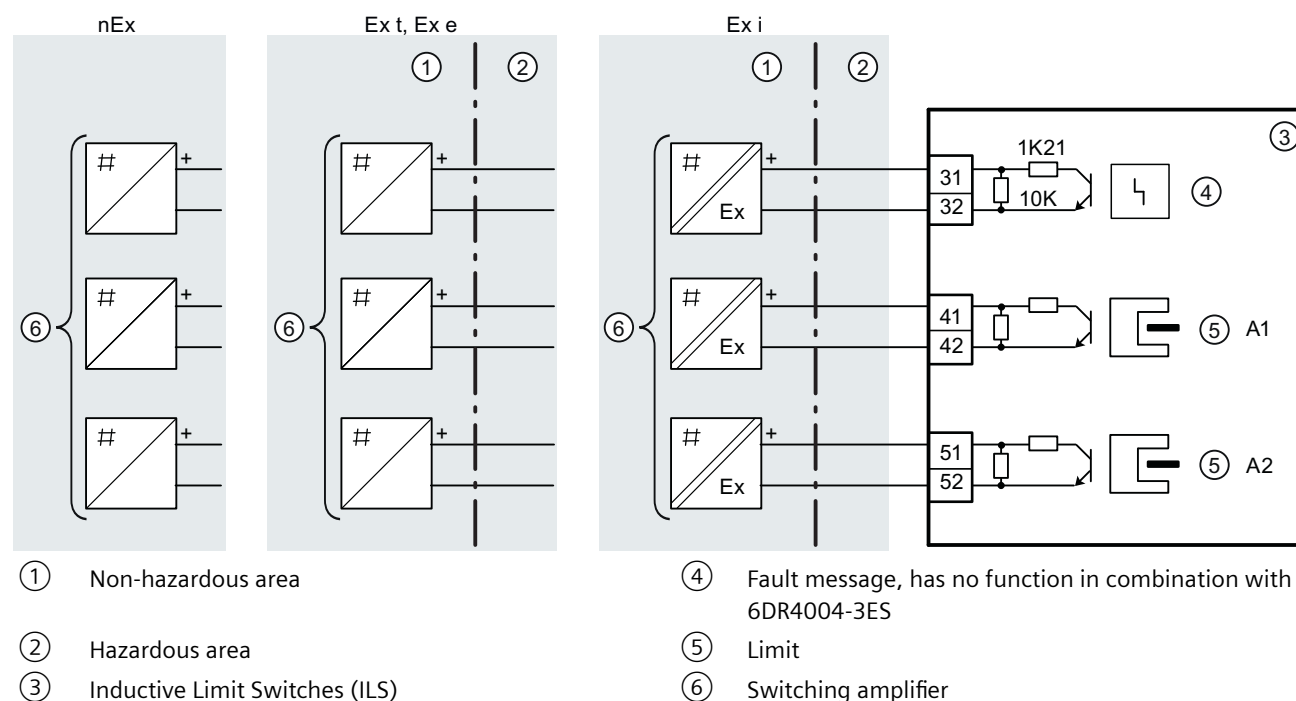 nEx
Ex t, Ex e
Ex i
① ②
① ②
③
# +
# +
# + Ex
31
32
1K21
10K
④
⑥
# +
⑥
# +
⑥
# + Ex
41
42
⑤ A1
# +
# +
# + Ex
51
52
⑤ A2
① Non-hazardous area
② Hazardous area
③ Inductive Limit Switches (ILS)
④ Fault message, has no function in combination with
6DR4004-3ES
⑤ Limit
⑥ Switching amplifier